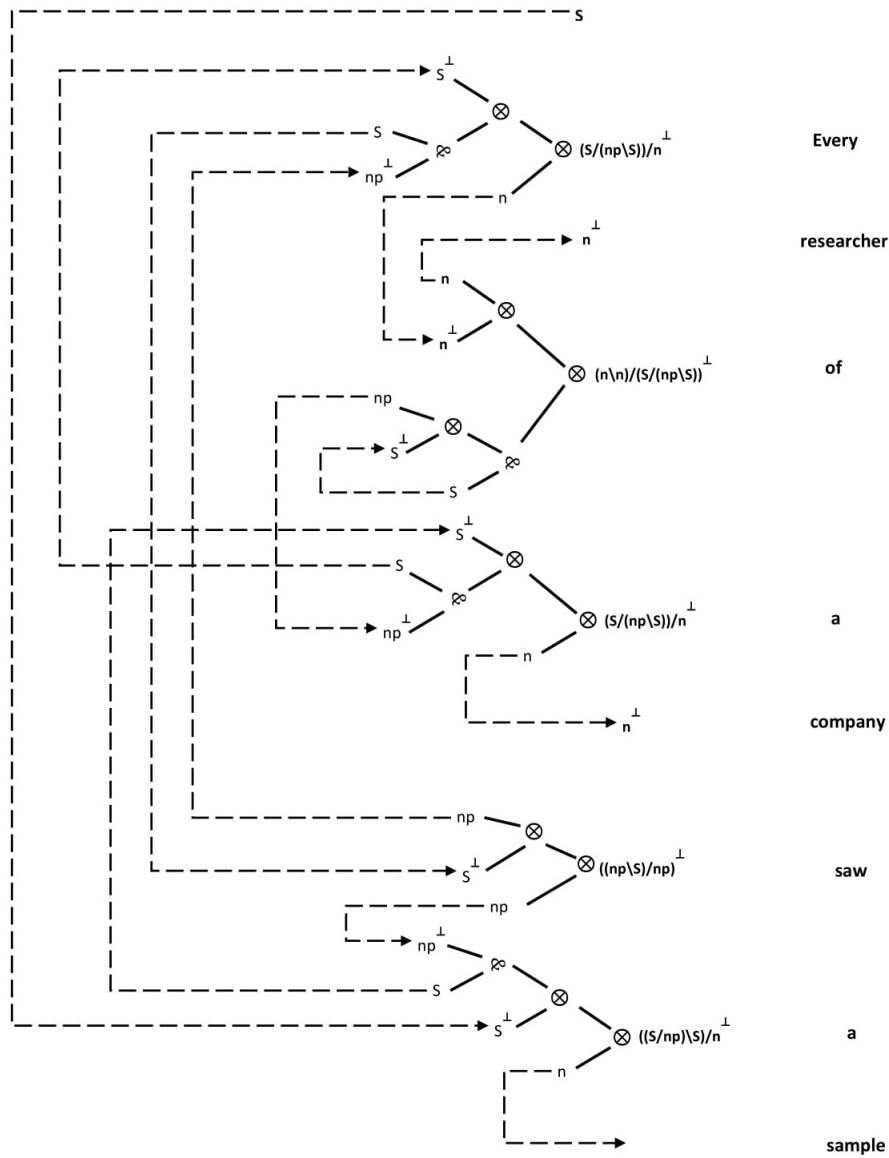 S
S⊥
⊗
S
⅋
⊗ (S/(np\S))/n⊥ Every
np⊥
n
n⊥ researcher
n
⊗
n⊥
⊗ (n\n)/(S/(np\S))⊥ of
np
⊗
S⊥
⅋
S
S⊥
⊗
S
⅋
⊗ (S/(np\S))/n⊥ a
np⊥
n
n⊥ company
np
⊗
S⊥
⊗ ((np\S)/np)⊥ saw
np
np⊥
⅋
S
⊗
S⊥
⊗ ((S/np)\S)/n⊥ a
n
sample